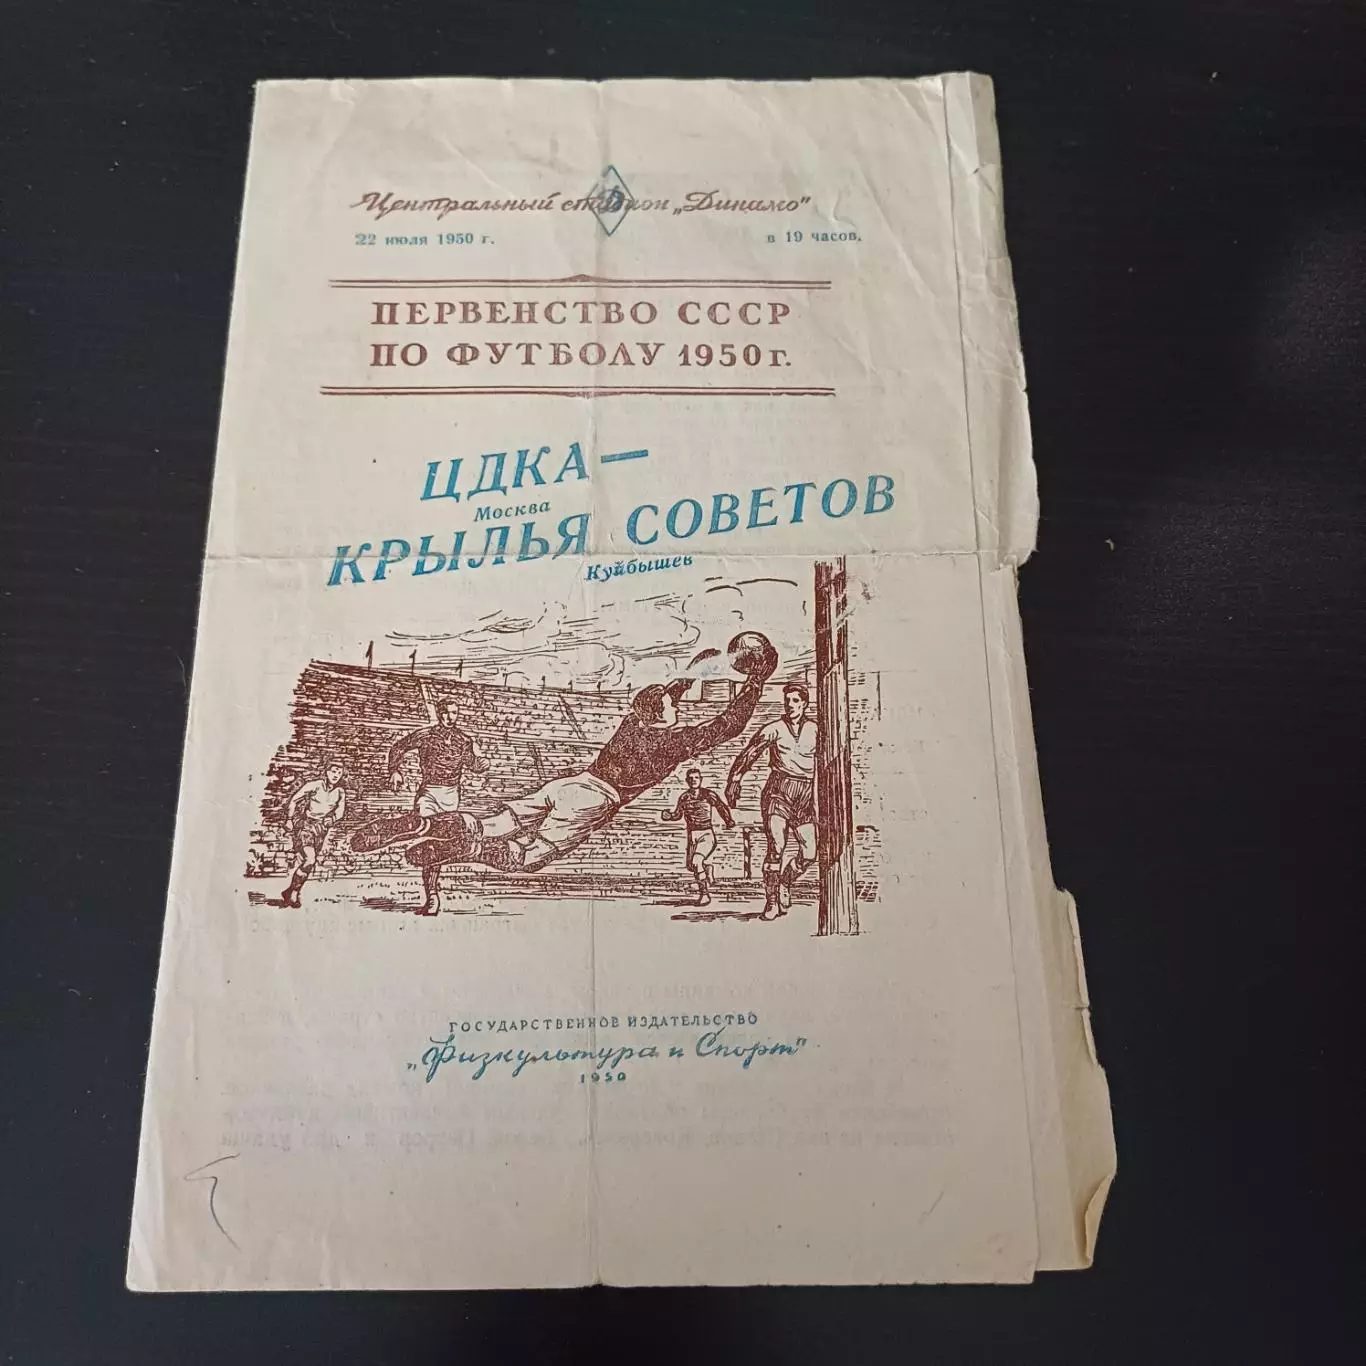 Центральный стадион „Динамо"
22 июля 1950 г. в 19 часов.
ПЕРВЕНСТВО СССР
ПО ФУТБОЛУ 1950 г.
ЦДКА—
Москва
КРЫЛЬЯ СОВЕТОВ
Куйбышев
ГОСУДАРСТВЕННОЕ ИЗДАТЕЛЬСТВО
„Физкультура и Спорт"
1950